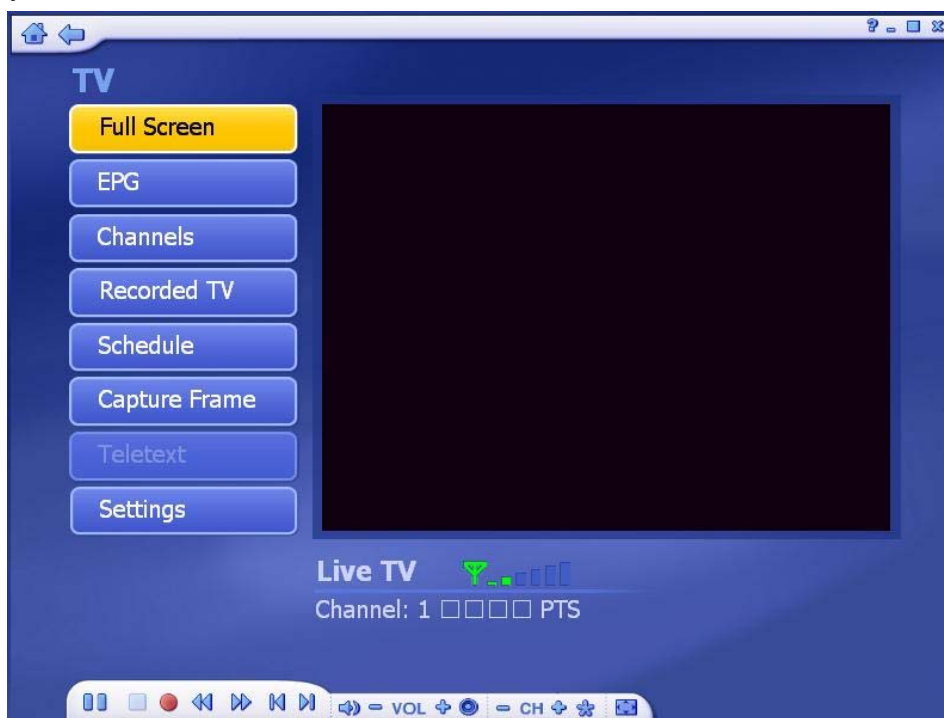 TV
Full Screen
EPG
Channels
Recorded TV
Schedule
Capture Frame
Teletext
Settings
Live TV
Channel: 1 □□□□ PTS
VOL
CH